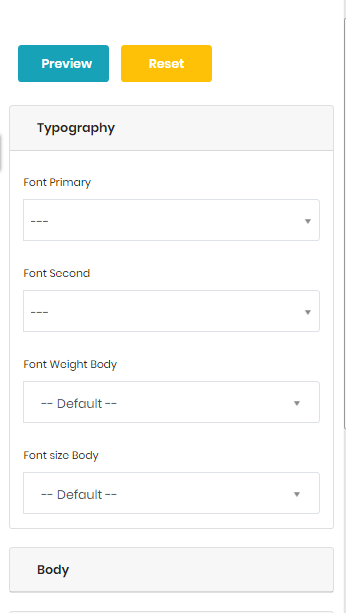 Preview Reset
Typography
Font Primary
---
Font Second
---
Font Weight Body
-- Default --
Font size Body
-- Default --
Body